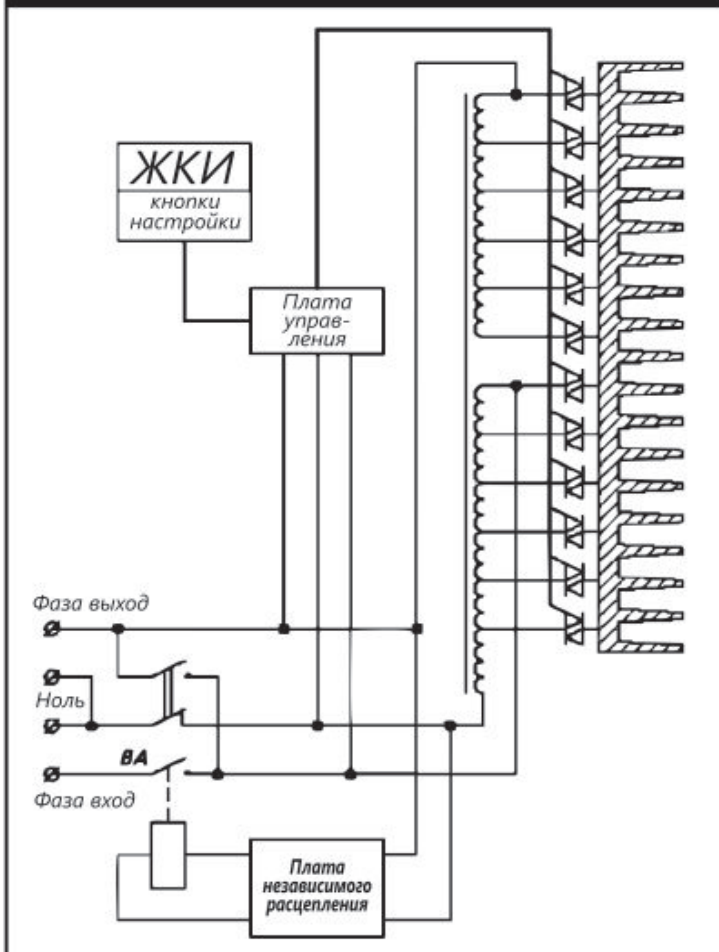 ЖКИ
кнопки
настройки
Плата
управ-
ления
Фаза выход
Ноль
ВА
Фаза вход
Плата
независимого
расцепления